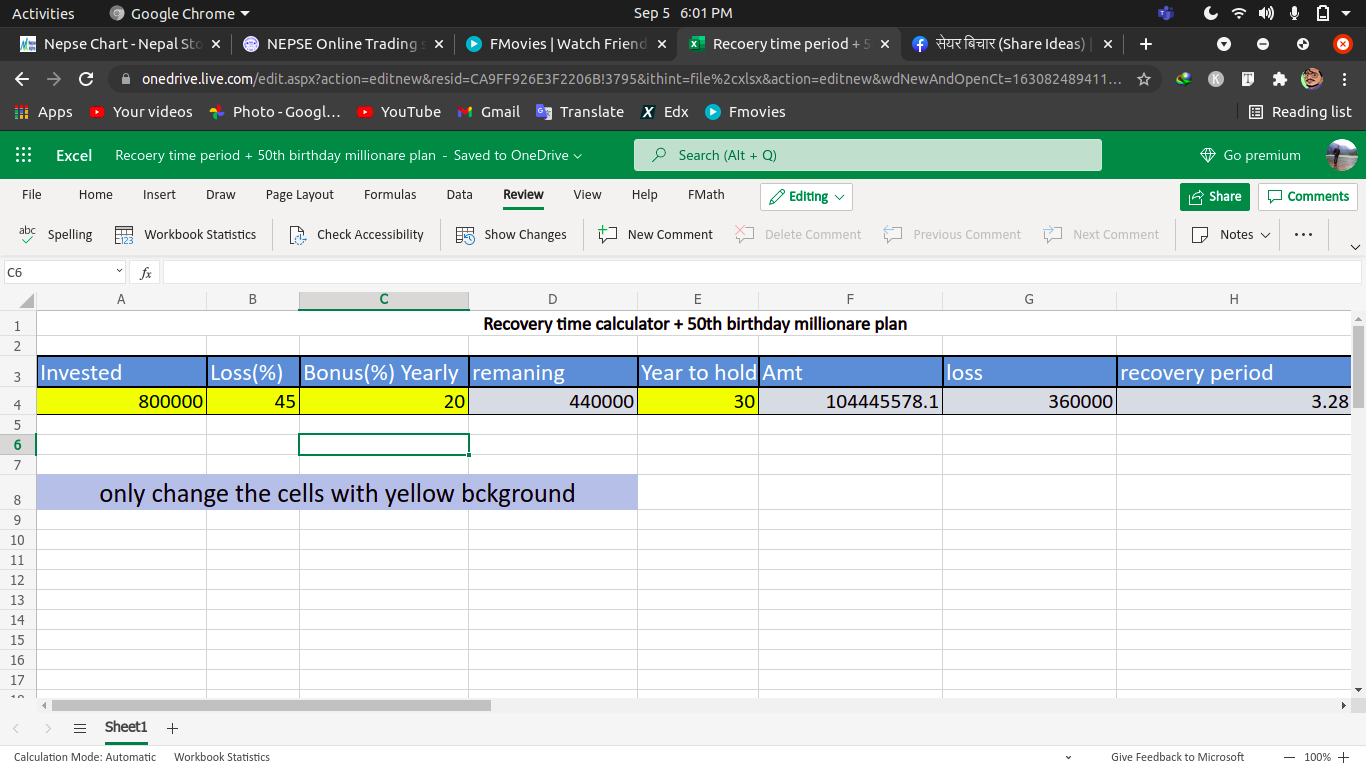 Activities Google Chrome Sep 5 6:01 PM
Nepse Chart - Nepal Sto NEPSE Online Trading s FMovies | Watch Friend Recoery time period + 5 सेयर बिचार (Share Ideas) |
onedrive.live.com/edit.aspx?action=editnew&resid=CA9FF926E3F2206B!3795&ithint=file%2cxlsx&action=editnew&wdNewAndOpenCt=163082489411...
Apps Your videos Photo - Googl... YouTube Gmail Translate Edx Fmovies Reading list
Excel Recoery time period + 50th birthday millionare plan - Saved to OneDrive Search (Alt + Q) Go premium
File Home Insert Draw Page Layout Formulas Data Review View Help FMath Editing Share Comments
abc Spelling 123 Workbook Statistics Check Accessibility Show Changes New Comment Delete Comment Previous Comment Next Comment Notes ...
C6 fx
A B C D E F G H
1 Recovery time calculator + 50th birthday millionare plan
2
3 Invested Loss(%) Bonus(%) Yearly remaning Year to hold Amt loss recovery period
4 800000 45 20 440000 30 104445578.1 360000 3.28
5
6
7
8 only change the cells with yellow bckground
9
10
11
12
13
14
15
16
17
18
Sheet1
Calculation Mode: Automatic Workbook Statistics Give Feedback to Microsoft 100%